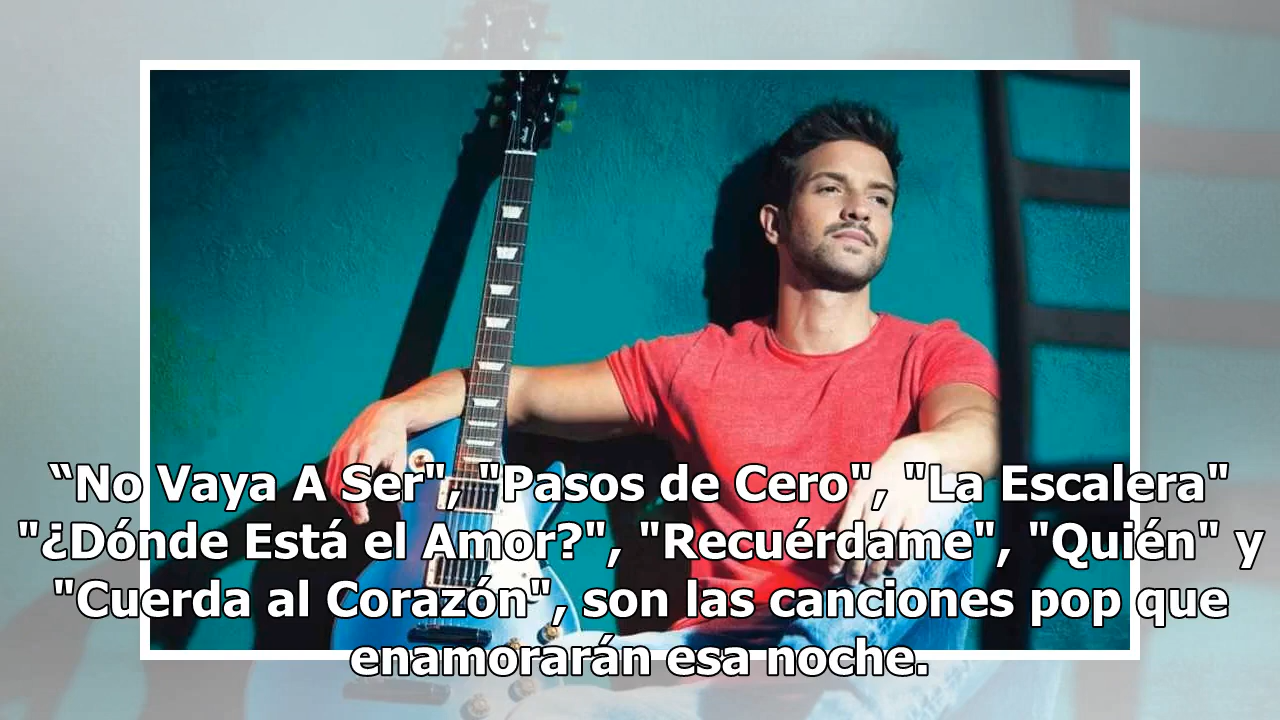 “No Vaya A Ser", "Pasos de Cero", "La Escalera"
"¿Dónde Está el Amor?", "Recuérdame", "Quién" y
"Cuerda al Corazón", son las canciones pop que
enamorarán esa noche.